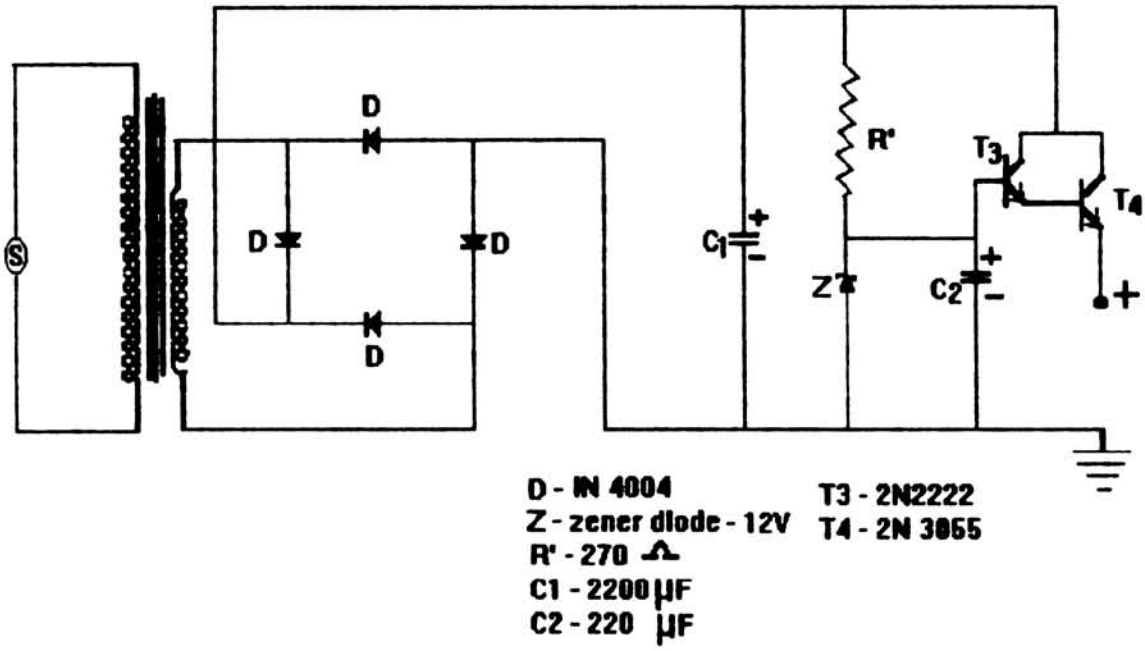 D
D
D
D
S
C1
+
-
R'
Z
C2
+
-
T3
T4
+
D - IN 4004
Z - zener diode - 12V
R' - 270 Ω
C1 - 2200 µF
C2 - 220 µF
T3 - 2N2222
T4 - 2N 3055